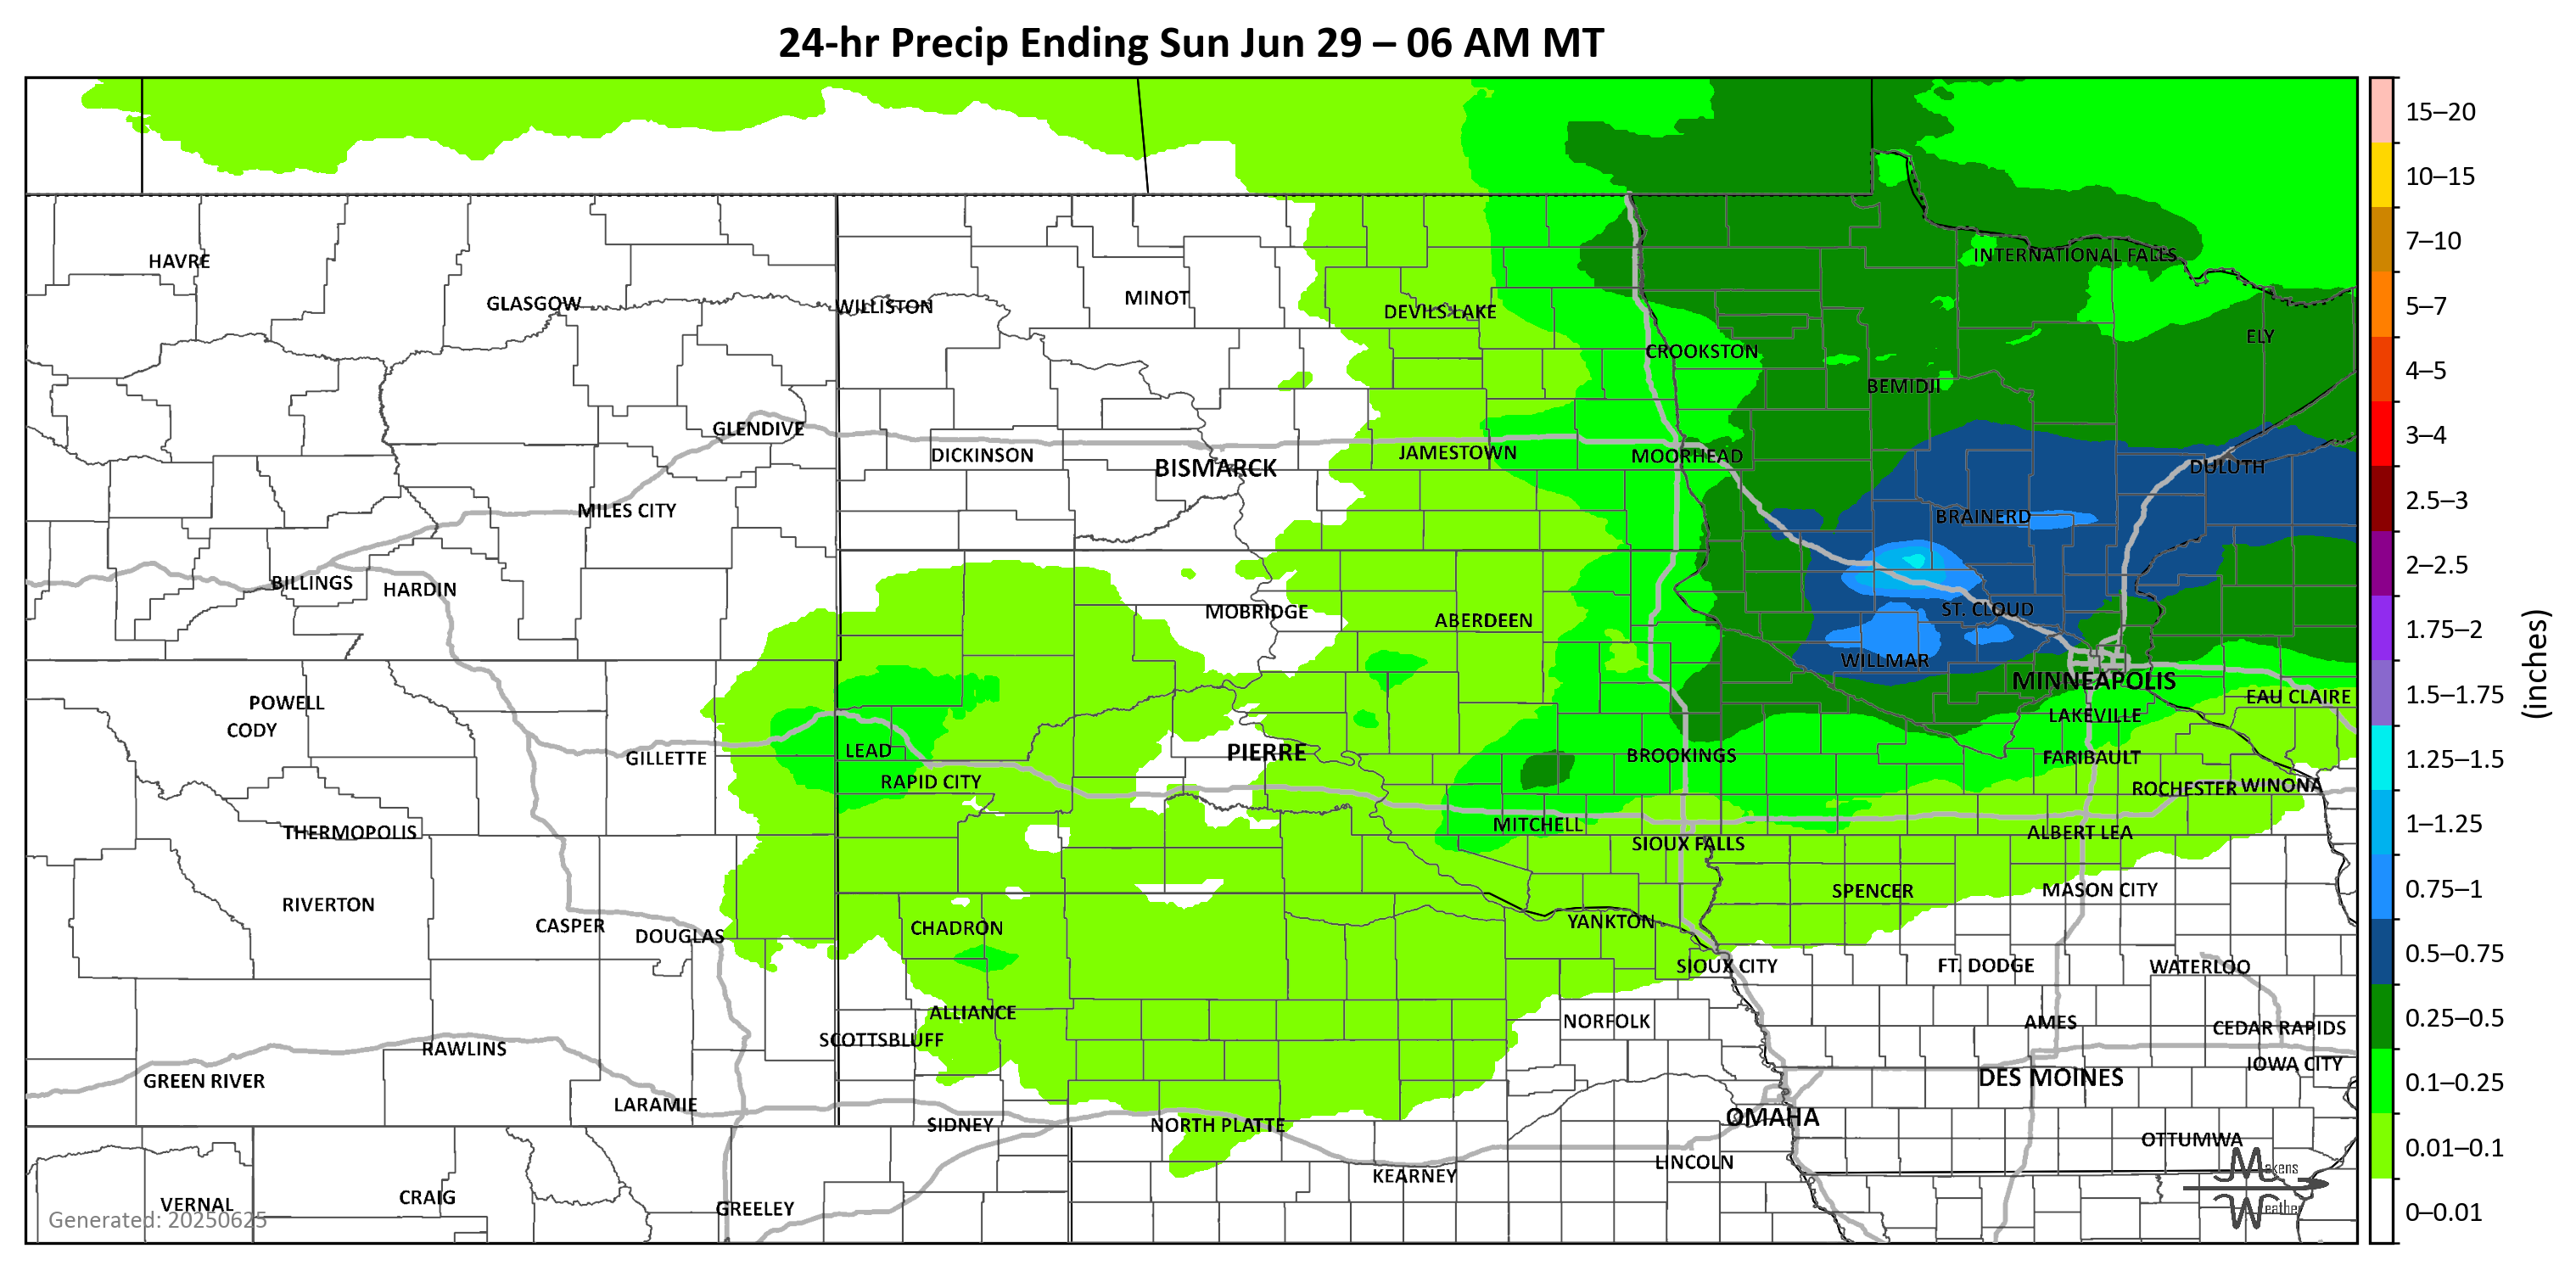 24-hr Precip Ending Sun Jun 29 – 06 AM MT
15–20
10–15
7–10
5–7
4–5
3–4
2.5–3
2–2.5
1.75–2
1.5–1.75
1.25–1.5
1–1.25
0.75–1
0.5–0.75
0.25–0.5
0.1–0.25
0.01–0.1
0–0.01
(inches)
HAVRE
INTERNATIONAL FALLS
GLASGOW
WILLISTON
MINOT
DEVILS LAKE
ELY
CROOKSTON
BEMIDJI
GLENDIVE
DICKINSON
BISMARCK
JAMESTOWN
MOORHEAD
DULUTH
MILES CITY
BRAINERD
BILLINGS
HARDIN
MOBRIDGE
ABERDEEN
ST. CLOUD
WILLMAR
MINNEAPOLIS
EAU CLAIRE
POWELL
CODY
LAKEVILLE
GILLETTE
LEAD
PIERRE
BROOKINGS
FARIBAULT
RAPID CITY
ROCHESTER
WINONA
THERMOPOLIS
MITCHELL
SIOUX FALLS
ALBERT LEA
RIVERTON
SPENCER
MASON CITY
CASPER
DOUGLAS
CHADRON
YANKTON
SIOUX CITY
FT. DODGE
WATERLOO
ALLIANCE
SCOTTSBLUFF
NORFOLK
AMES
CEDAR RAPIDS
RAWLINS
GREEN RIVER
IOWA CITY
DES MOINES
LARAMIE
SIDNEY
NORTH PLATTE
OMAHA
OTTUMWA
KEARNEY
LINCOLN
VERNAL
CRAIG
GREELEY
Generated: 20250625
Makens
Weather